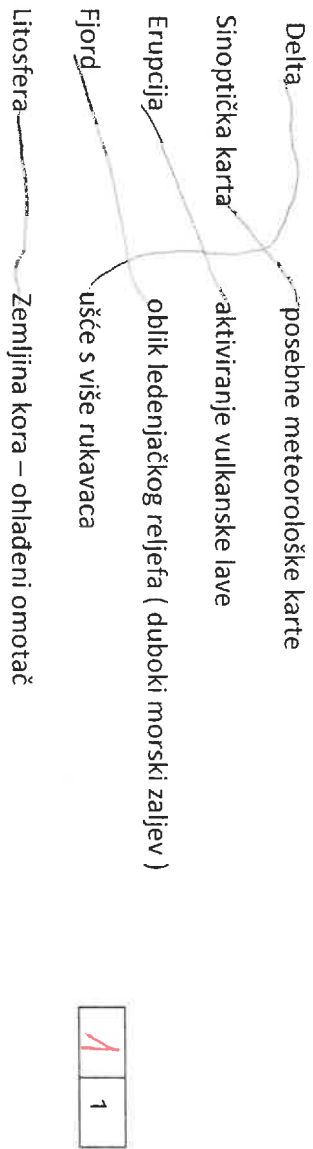 Delta posebne meteorološke karte
Sinoptička karta aktiviranje vulkanske lave
Erupcija oblik ledenjačkog reljefa ( duboki morski zaljev )
Fjord ušće s više rukavaca
Litosfera Zemljina kora – ohlađeni omotač
1 1